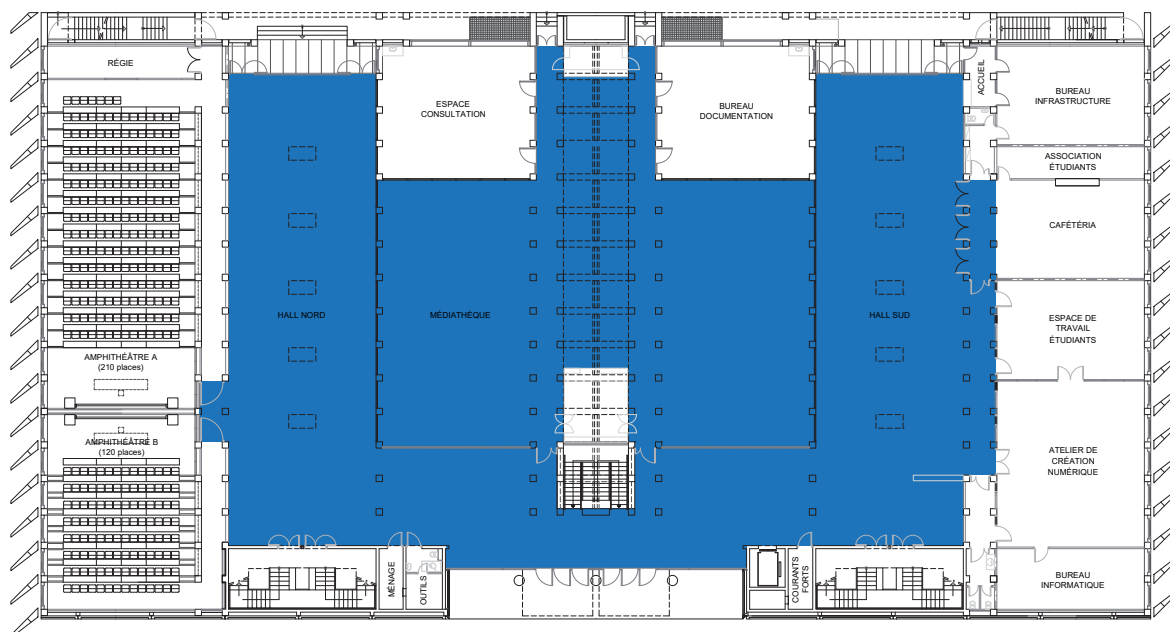 RÉGIE
ESPACE
CONSULTATION
BUREAU
DOCUMENTATION
ACCUEIL
BUREAU
INFRASTRUCTURE
ASSOCIATION
ÉTUDIANTS
CAFÉTÉRIA
HALL NORD
MÉDIATHÈQUE
HALL SUD
ESPACE DE
TRAVAIL
ÉTUDIANTS
AMPHITHÉÂTRE A
(210 places)
AMPHITHÉÂTRE B
(120 places)
ATELIER DE
CRÉATION
NUMÉRIQUE
MÉNAGE
OUTILS
COURANTS
FORTS
BUREAU
INFORMATIQUE